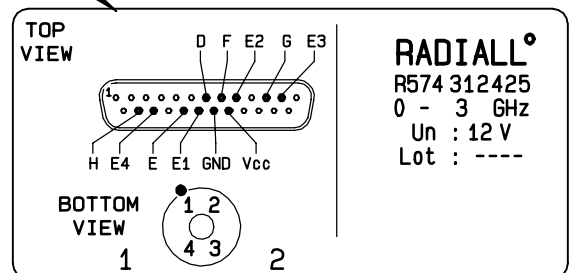 TOP
VIEW
D F E2 G E3
1
H E4 E E1 GND Vcc
BOTTOM
VIEW
1 2
4 3
1 2
RADIALL°
R574 312425
0 - 3 GHz
Un : 12 V
Lot : ----